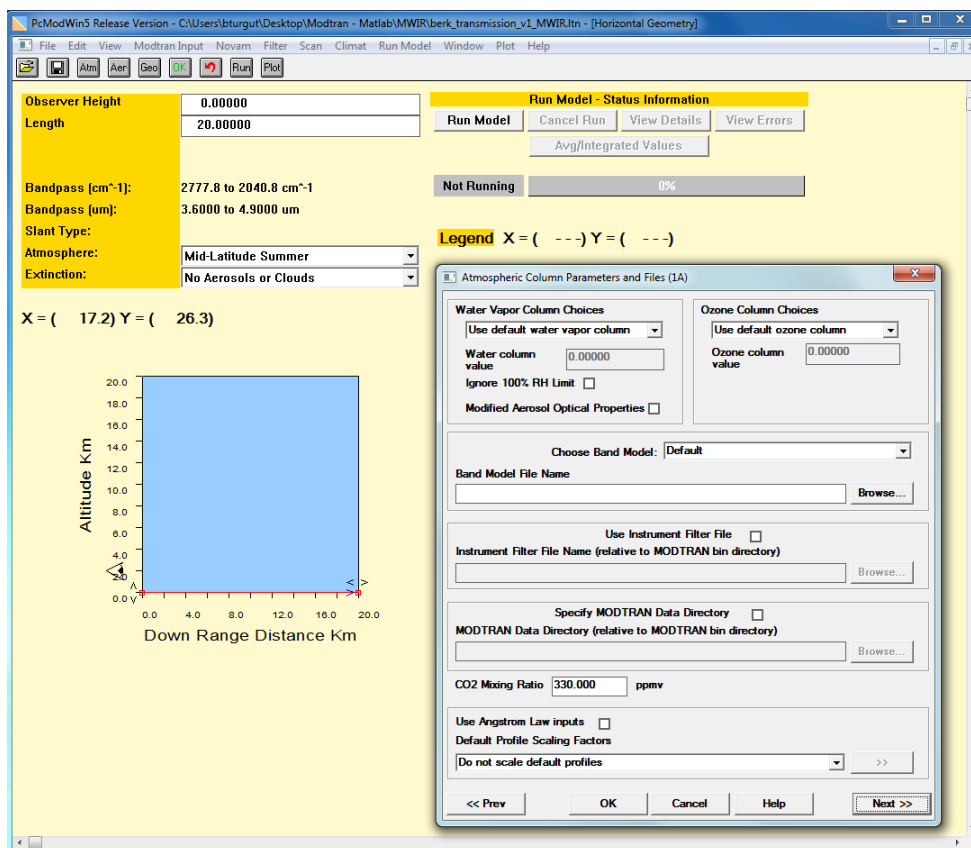 PcModWin5 Release Version - C:\Users\bturgut\Desktop\Modtran - Matlab\MWIR\berk_transmission_v1_MWIR.ltn - [Horizontal Geometry]
File Edit View Modtran Input Novam Filter Scan Climat Run Model Window Plot Help
Atm Aer Geo OK Run Plot
Observer Height 0.00000
Length 20.00000
Bandpass (cm^-1): 2777.8 to 2040.8 cm^-1
Bandpass (um): 3.6000 to 4.9000 um
Slant Type:
Atmosphere: Mid-Latitude Summer
Extinction: No Aerosols or Clouds
Run Model - Status Information
Run Model Cancel Run View Details View Errors
Avg/Integrated Values
Not Running 0%
Legend X = ( - - -) Y = ( - - -)
X = ( 17.2) Y = ( 26.3)
20.0
18.0
16.0
14.0
12.0
10.0
8.0
6.0
4.0
2.0
0.0
Altitude Km
< >
0.0 4.0 8.0 12.0 16.0 20.0
Down Range Distance Km
Atmospheric Column Parameters and Files (1A)
Water Vapor Column Choices
Use default water vapor column
Water column value 0.00000
Ignore 100% RH Limit
Modified Aerosol Optical Properties
Ozone Column Choices
Use default ozone column
Ozone column value 0.00000
Choose Band Model: Default
Band Model File Name
Browse...
Use Instrument Filter File
Instrument Filter File Name (relative to MODTRAN bin directory)
Browse...
Specify MODTRAN Data Directory
MODTRAN Data Directory (relative to MODTRAN bin directory)
Browse...
CO2 Mixing Ratio 330.000 ppmv
Use Angstrom Law inputs
Default Profile Scaling Factors
Do not scale default profiles >>
<< Prev OK Cancel Help Next >>